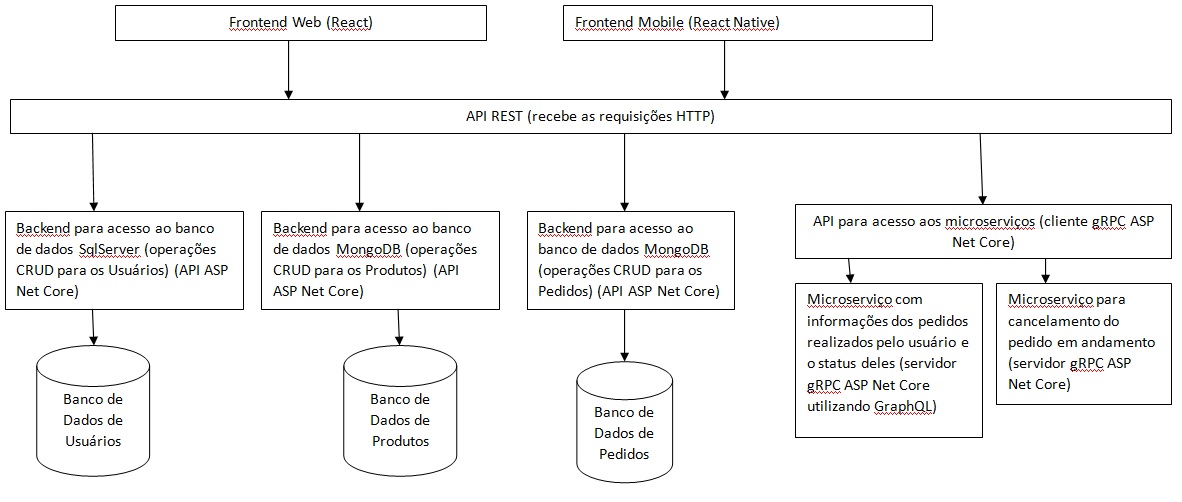 Frontend Web (React)
Frontend Mobile (React Native)
API REST (recebe as requisições HTTP)
Backend para acesso ao banco
de dados SqlServer (operações
CRUD para os Usuários) (API ASP
Net Core)
Backend para acesso ao banco
de dados MongoDB (operações
CRUD para os Produtos) (API
ASP Net Core)
Backend para acesso ao
banco de dados MongoDB
(operações CRUD para os
Pedidos) (API ASP Net Core)
API para acesso aos microserviços (cliente gRPC ASP
Net Core)
Microserviço com
informações dos pedidos
realizados pelo usuário e
o status deles (servidor
gRPC ASP Net Core
utilizando GraphQL)
Microserviço para
cancelamento do
pedido em andamento
(servidor gRPC ASP
Net Core)
Banco de
Dados de
Usuários
Banco de
Dados de
Produtos
Banco de
Dados de
Pedidos